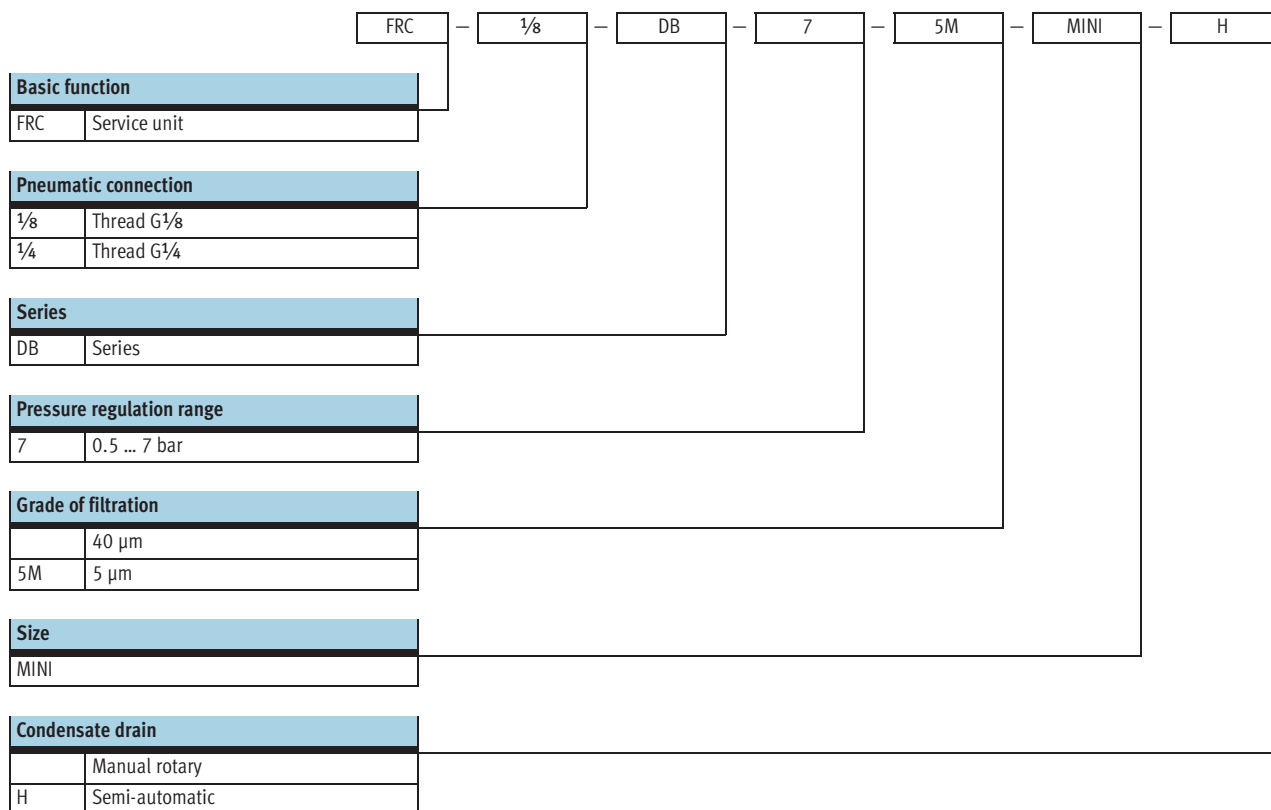 FRC – ⅛ – DB – 7 – 5M – MINI – H
Basic function
FRC Service unit
Pneumatic connection
⅛ Thread G⅛
¼ Thread G¼
Series
DB Series
Pressure regulation range
7 0.5 ... 7 bar
Grade of filtration
40 µm
5M 5 µm
Size
MINI
Condensate drain
Manual rotary
H Semi-automatic